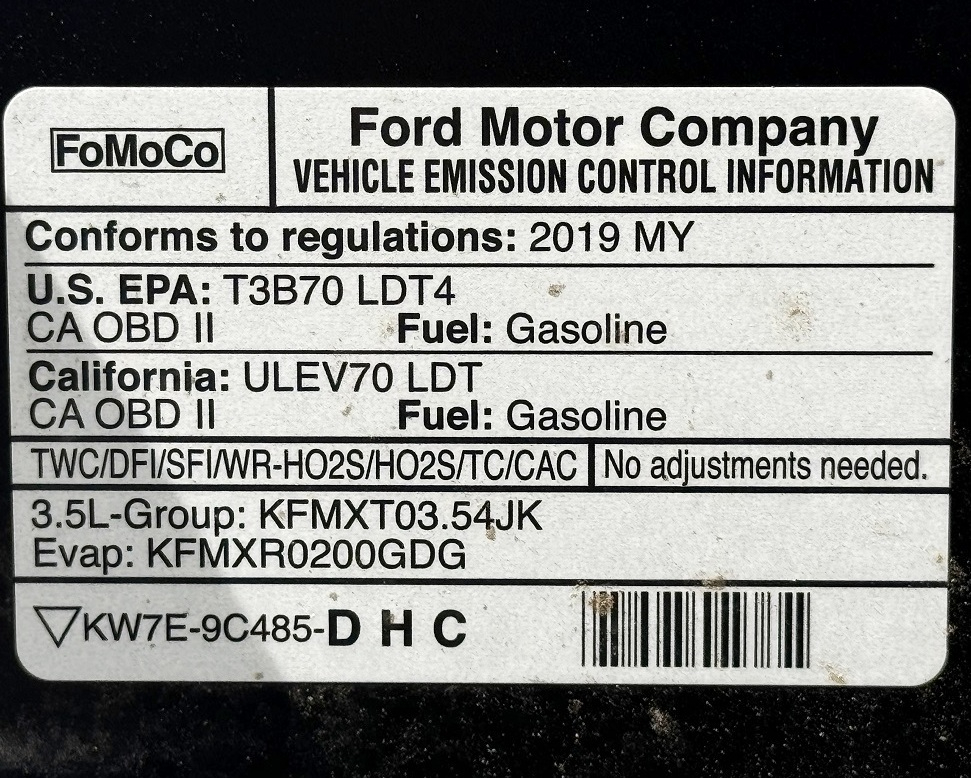 FoMoCo
Ford Motor Company
VEHICLE EMISSION CONTROL INFORMATION
Conforms to regulations: 2019 MY
U.S. EPA: T3B70 LDT4
CA OBD II Fuel: Gasoline
California: ULEV70 LDT
CA OBD II Fuel: Gasoline
TWC/DFI/SFI/WR-HO2S/HO2S/TC/CAC No adjustments needed.
3.5L-Group: KFMXT03.54JK
Evap: KFMXR0200GDG
KW7E-9C485-D H C